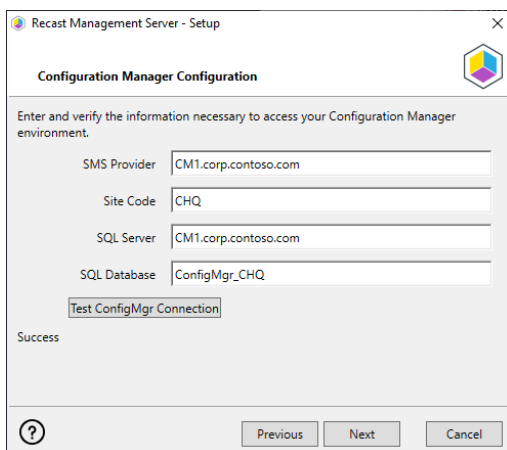 Recast Management Server - Setup
Configuration Manager Configuration
Enter and verify the information necessary to access your Configuration Manager
environment.
SMS Provider CM1.corp.contoso.com
Site Code CHQ
SQL Server CM1.corp.contoso.com
SQL Database ConfigMgr_CHQ
Test ConfigMgr Connection
Success
? Previous Next Cancel